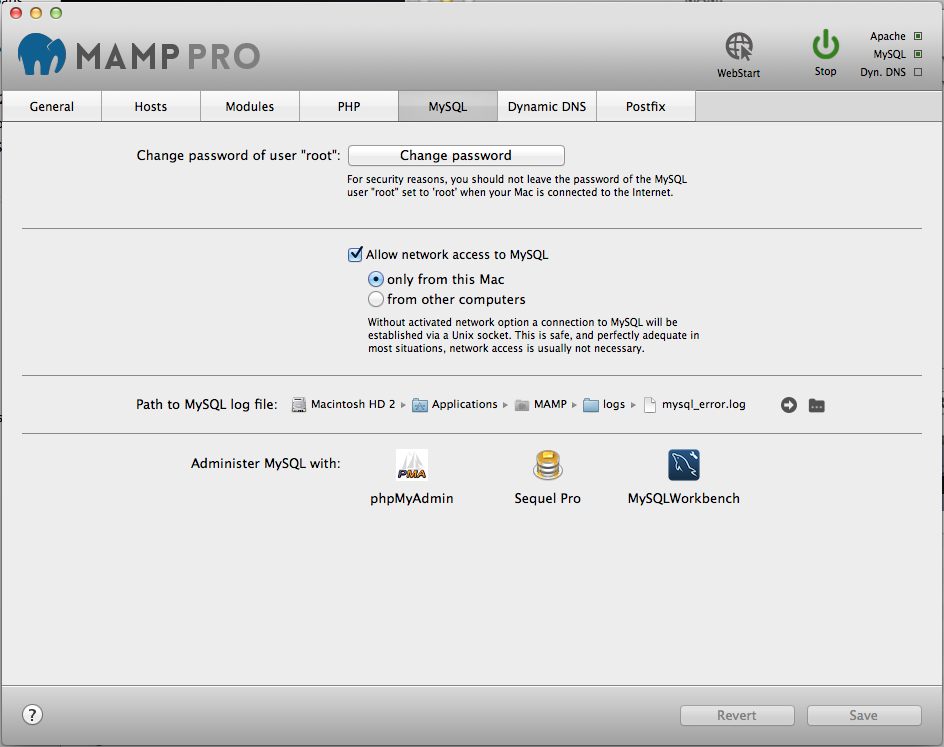 MAMP PRO
WebStart
Stop
Apache
MySQL
Dyn. DNS
General
Hosts
Modules
PHP
MySQL
Dynamic DNS
Postfix
Change password of user "root":
Change password
For security reasons, you should not leave the password of the MySQL
user "root" set to 'root' when your Mac is connected to the Internet.
Allow network access to MySQL
only from this Mac
from other computers
Without activated network option a connection to MySQL will be
established via a Unix socket. This is safe, and perfectly adequate in
most situations, network access is usually not necessary.
Path to MySQL log file:
Macintosh HD 2 ▸ Applications ▸ MAMP ▸ logs ▸ mysql_error.log
Administer MySQL with:
PMA
phpMyAdmin
Sequel Pro
MySQLWorkbench
?
Revert
Save